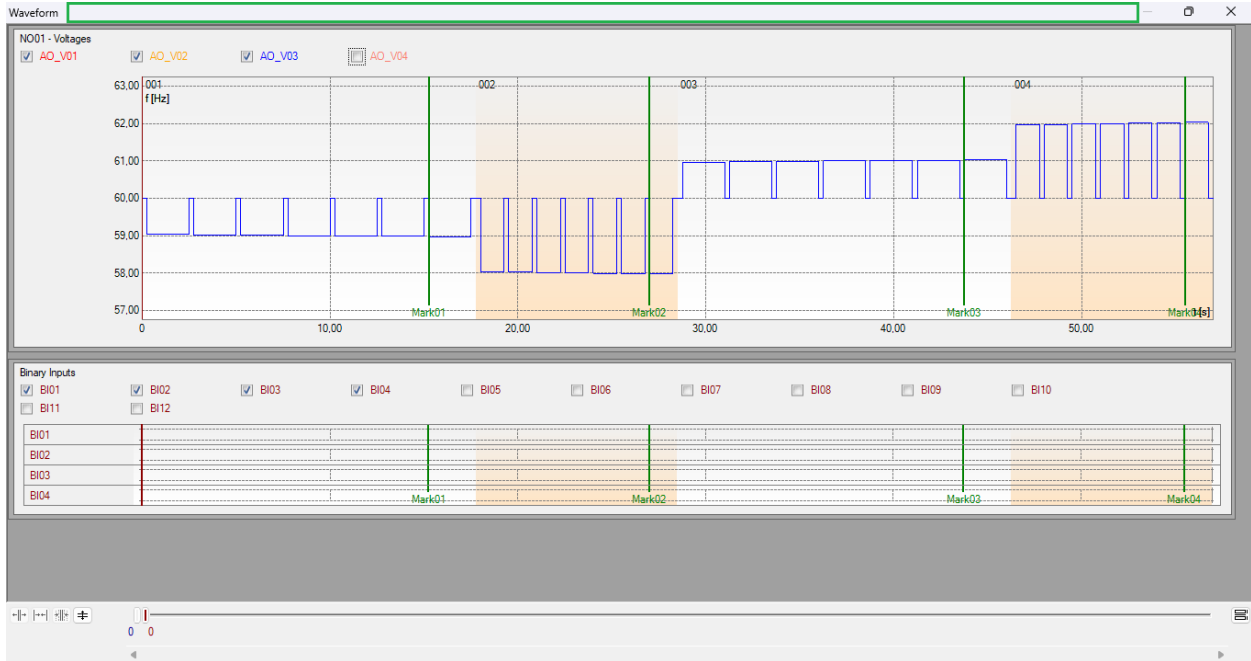 Waveform
NO01 - Voltages
AO_V01 AO_V02 AO_V03 AO_V04
63,00 001 002 003 004
f [Hz]
62,00
61,00
60,00
59,00
58,00
57,00
Mark01 Mark02 Mark03 Mark04 t[s]
0 10,00 20,00 30,00 40,00 50,00
Binary Inputs
BI01 BI02 BI03 BI04 BI05 BI06 BI07 BI08 BI09 BI10
BI11 BI12
BI01
BI02
BI03
BI04
Mark01 Mark02 Mark03 Mark04
0 0